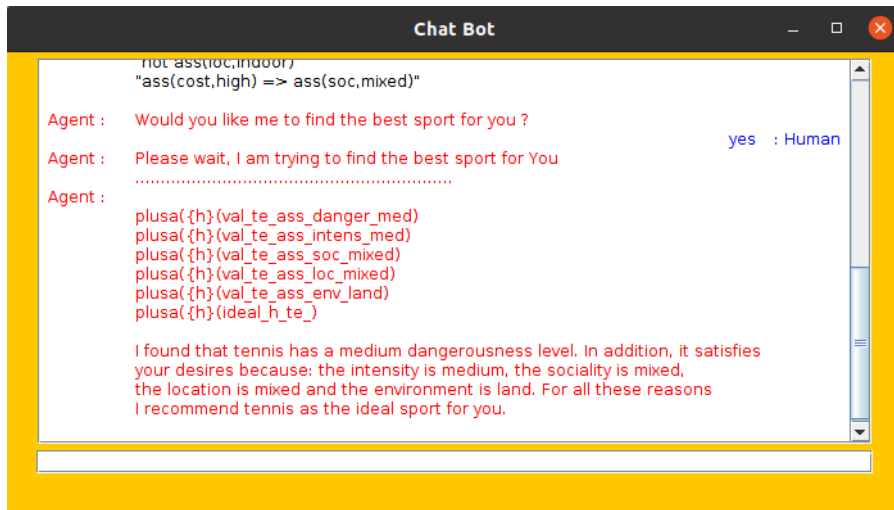 Chat Bot
not ass(loc,indoor)
"ass(cost,high) => ass(soc,mixed)"
Agent : Would you like me to find the best sport for you ?
yes : Human
Agent : Please wait, I am trying to find the best sport for You
..............................................................
Agent :
plusa({h}(val_te_ass_danger_med)
plusa({h}(val_te_ass_intens_med)
plusa({h}(val_te_ass_soc_mixed)
plusa({h}(val_te_ass_loc_mixed)
plusa({h}(val_te_ass_env_land)
plusa({h}(ideal_h_te_)
I found that tennis has a medium dangerousness level. In addition, it satisfies
your desires because: the intensity is medium, the sociality is mixed,
the location is mixed and the environment is land. For all these reasons
I recommend tennis as the ideal sport for you.